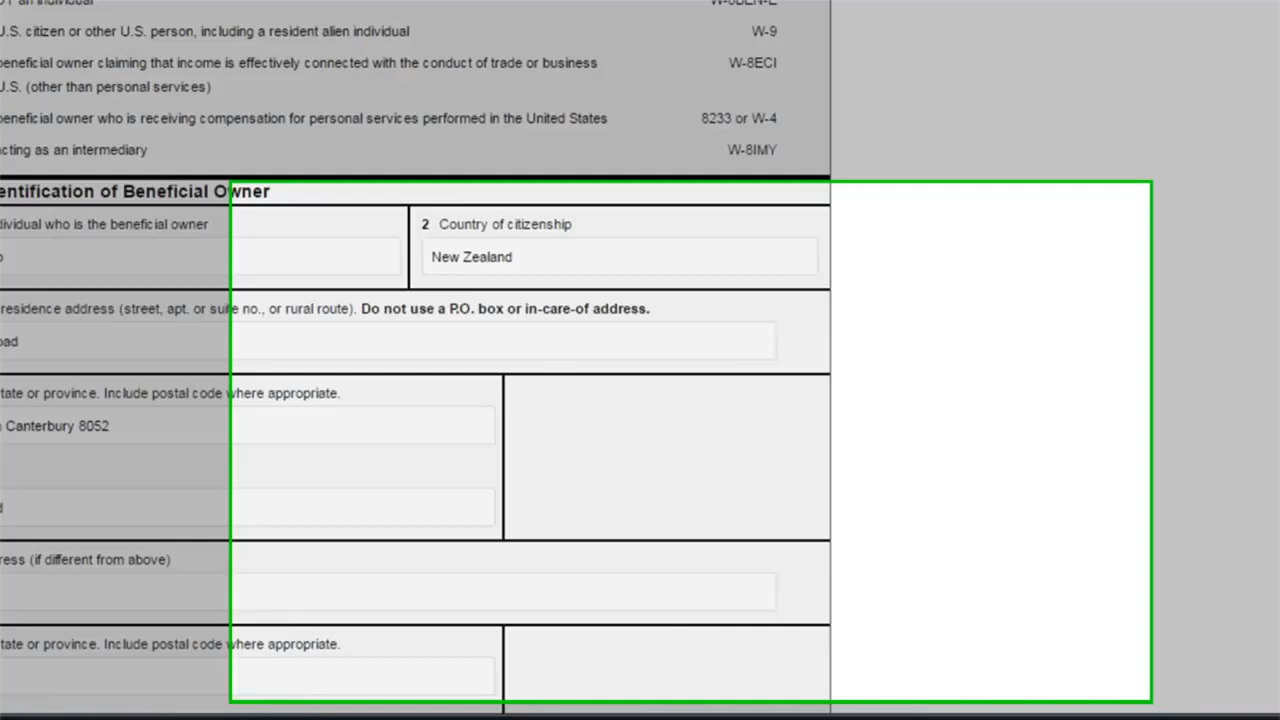 an individual
U.S. citizen or other U.S. person, including a resident alien individual W-9
beneficial owner claiming that income is effectively connected with the conduct of trade or business W-8ECI
U.S. (other than personal services)
beneficial owner who is receiving compensation for personal services performed in the United States 8233 or W-4
acting as an intermediary W-8IMY
entification of Beneficial Owner
dividual who is the beneficial owner
2 Country of citizenship
New Zealand
residence address (street, apt. or suite no., or rural route). Do not use a P.O. box or in-care-of address.
oad
tate or province. Include postal code where appropriate.
Canterbury 8052
ress (if different from above)
tate or province. Include postal code where appropriate.